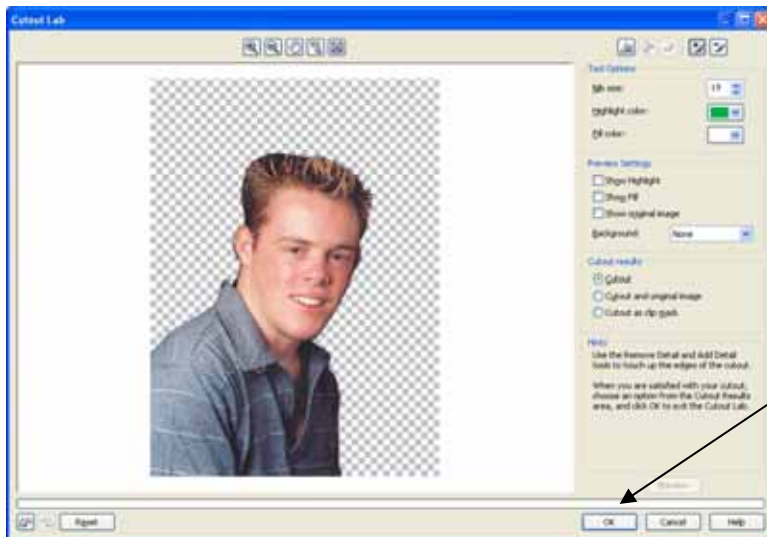 Cutout Lab
Tool Options
Nib size:
Highlight color:
Fill color:
Preview Settings
Show Highlight
Show Fill
Show original image
Background: None
Cutout results
Cutout
Cutout and original image
Cutout as clip mask
Hints
Use the Remove Detail and Add Detail
tools to touch up the edges of the cutout.
When you are satisfied with your cutout,
choose an option from the Cutout Results
area, and click OK to exit the Cutout Lab.
Reset
OK
Cancel
Help